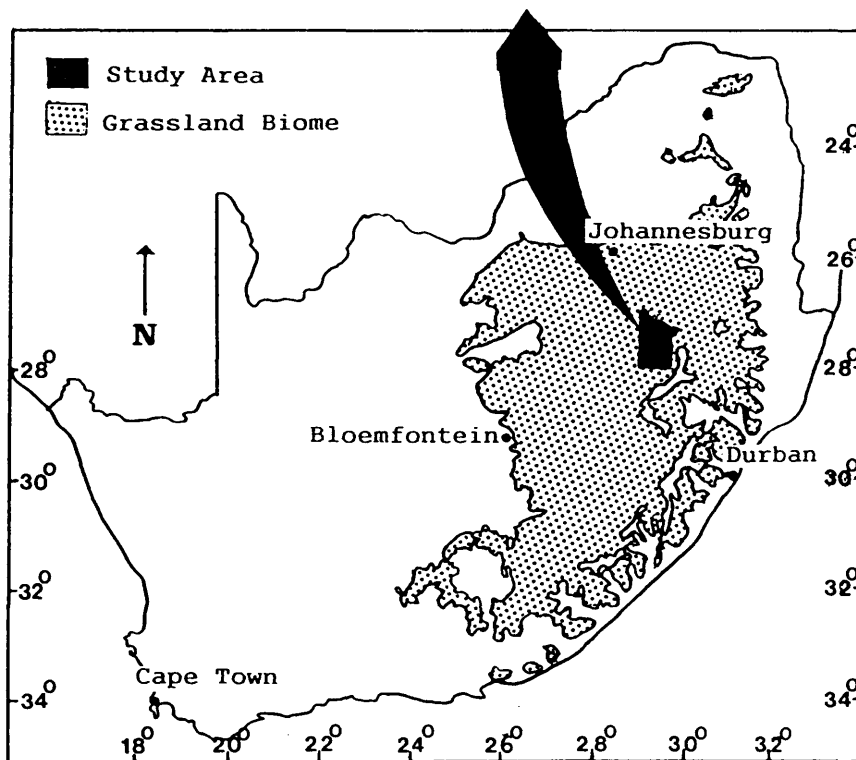 Study Area
Grassland Biome
24°
Johannesburg
26°
N
28°
28°
Bloemfontein
Durban
30°
30°
32°
32°
Cape Town
34°
34°
18° 20° 22° 24° 26° 28° 30° 32°